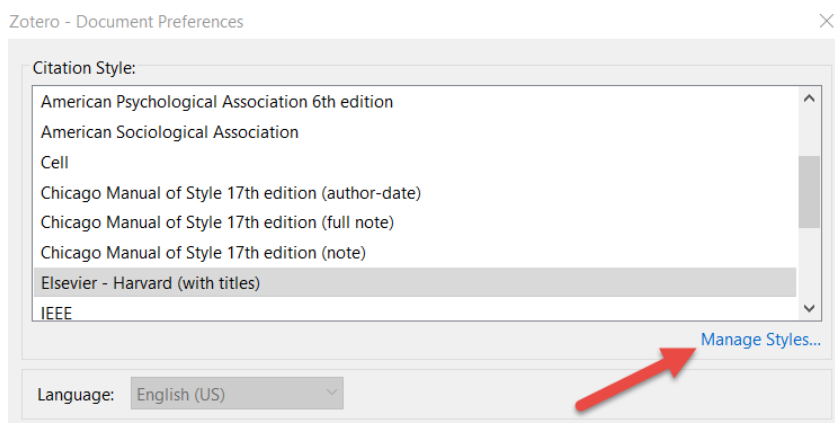 Zotero - Document Preferences
Citation Style:
American Psychological Association 6th edition
American Sociological Association
Cell
Chicago Manual of Style 17th edition (author-date)
Chicago Manual of Style 17th edition (full note)
Chicago Manual of Style 17th edition (note)
Elsevier - Harvard (with titles)
IEEE
Manage Styles...
Language: English (US)